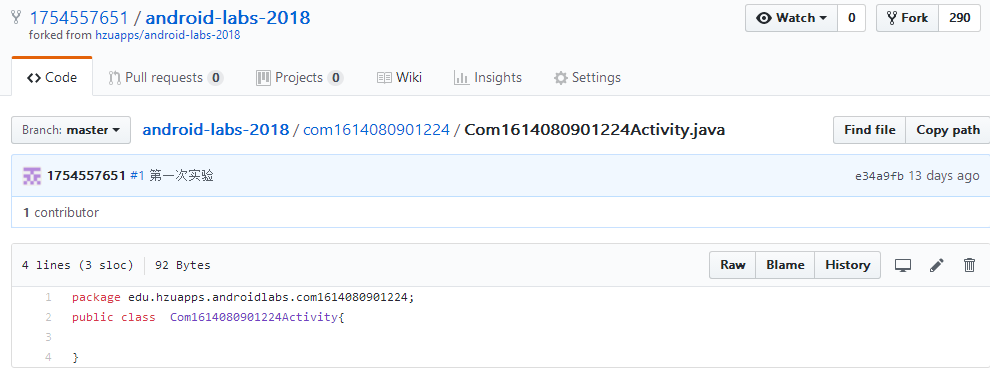 1754557651 / android-labs-2018
Watch 0
Fork 290
forked from hzuapps/android-labs-2018
Code
Pull requests 0
Projects 0
Wiki
Insights
Settings
Branch: master
android-labs-2018 / com1614080901224 / Com1614080901224Activity.java
Find file
Copy path
1754557651 #1 第一次实验
e34a9fb 13 days ago
1 contributor
4 lines (3 sloc)
92 Bytes
Raw
Blame
History
1 package edu.hzuapps.androidlabs.com1614080901224;
2 public class  Com1614080901224Activity{
3
4 }